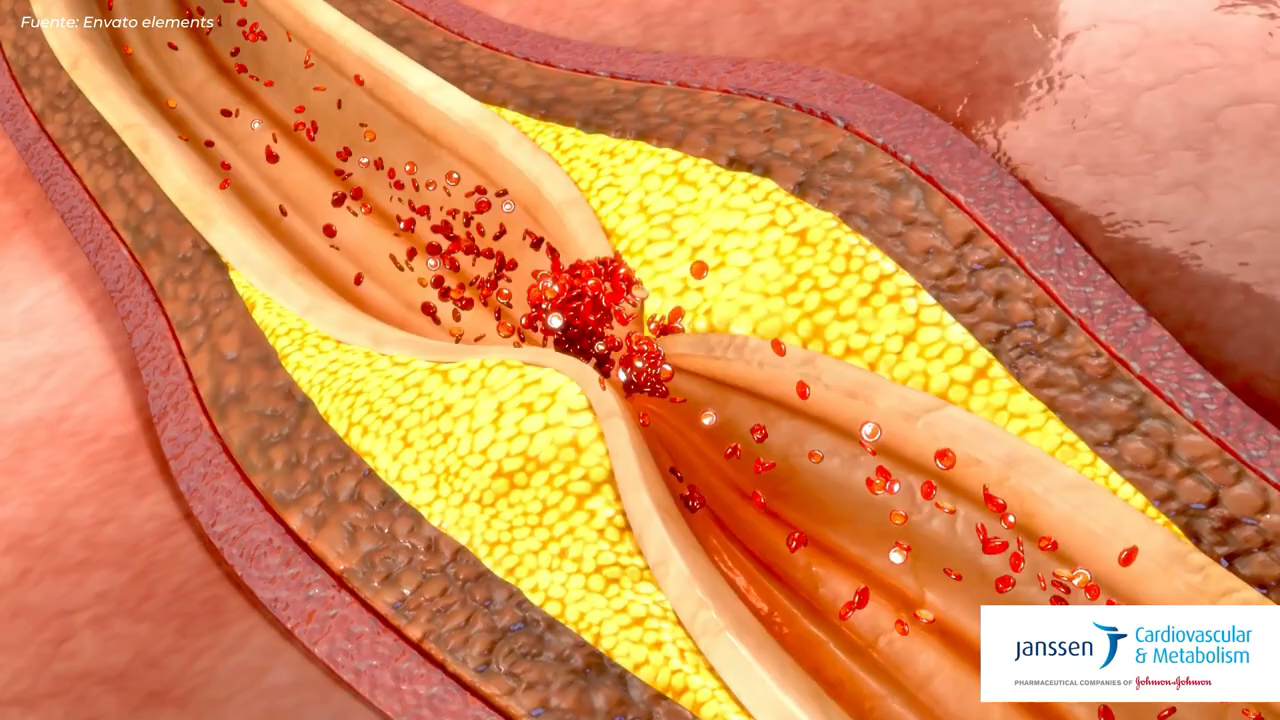 Fuente: Envato elements
janssen
Cardiovascular
& Metabolism
PHARMACEUTICAL COMPANIES OF Johnson & Johnson